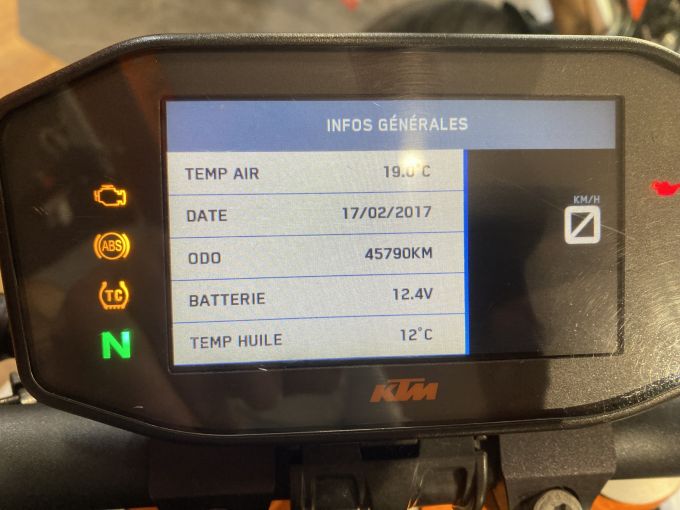 INFOS GÉNÉRALES
TEMP AIR 19.0°C
DATE 17/02/2017
ODO 45790KM
BATTERIE 12.4V
TEMP HUILE 12°C
KM/H
0
ABS
TC
N
KTM